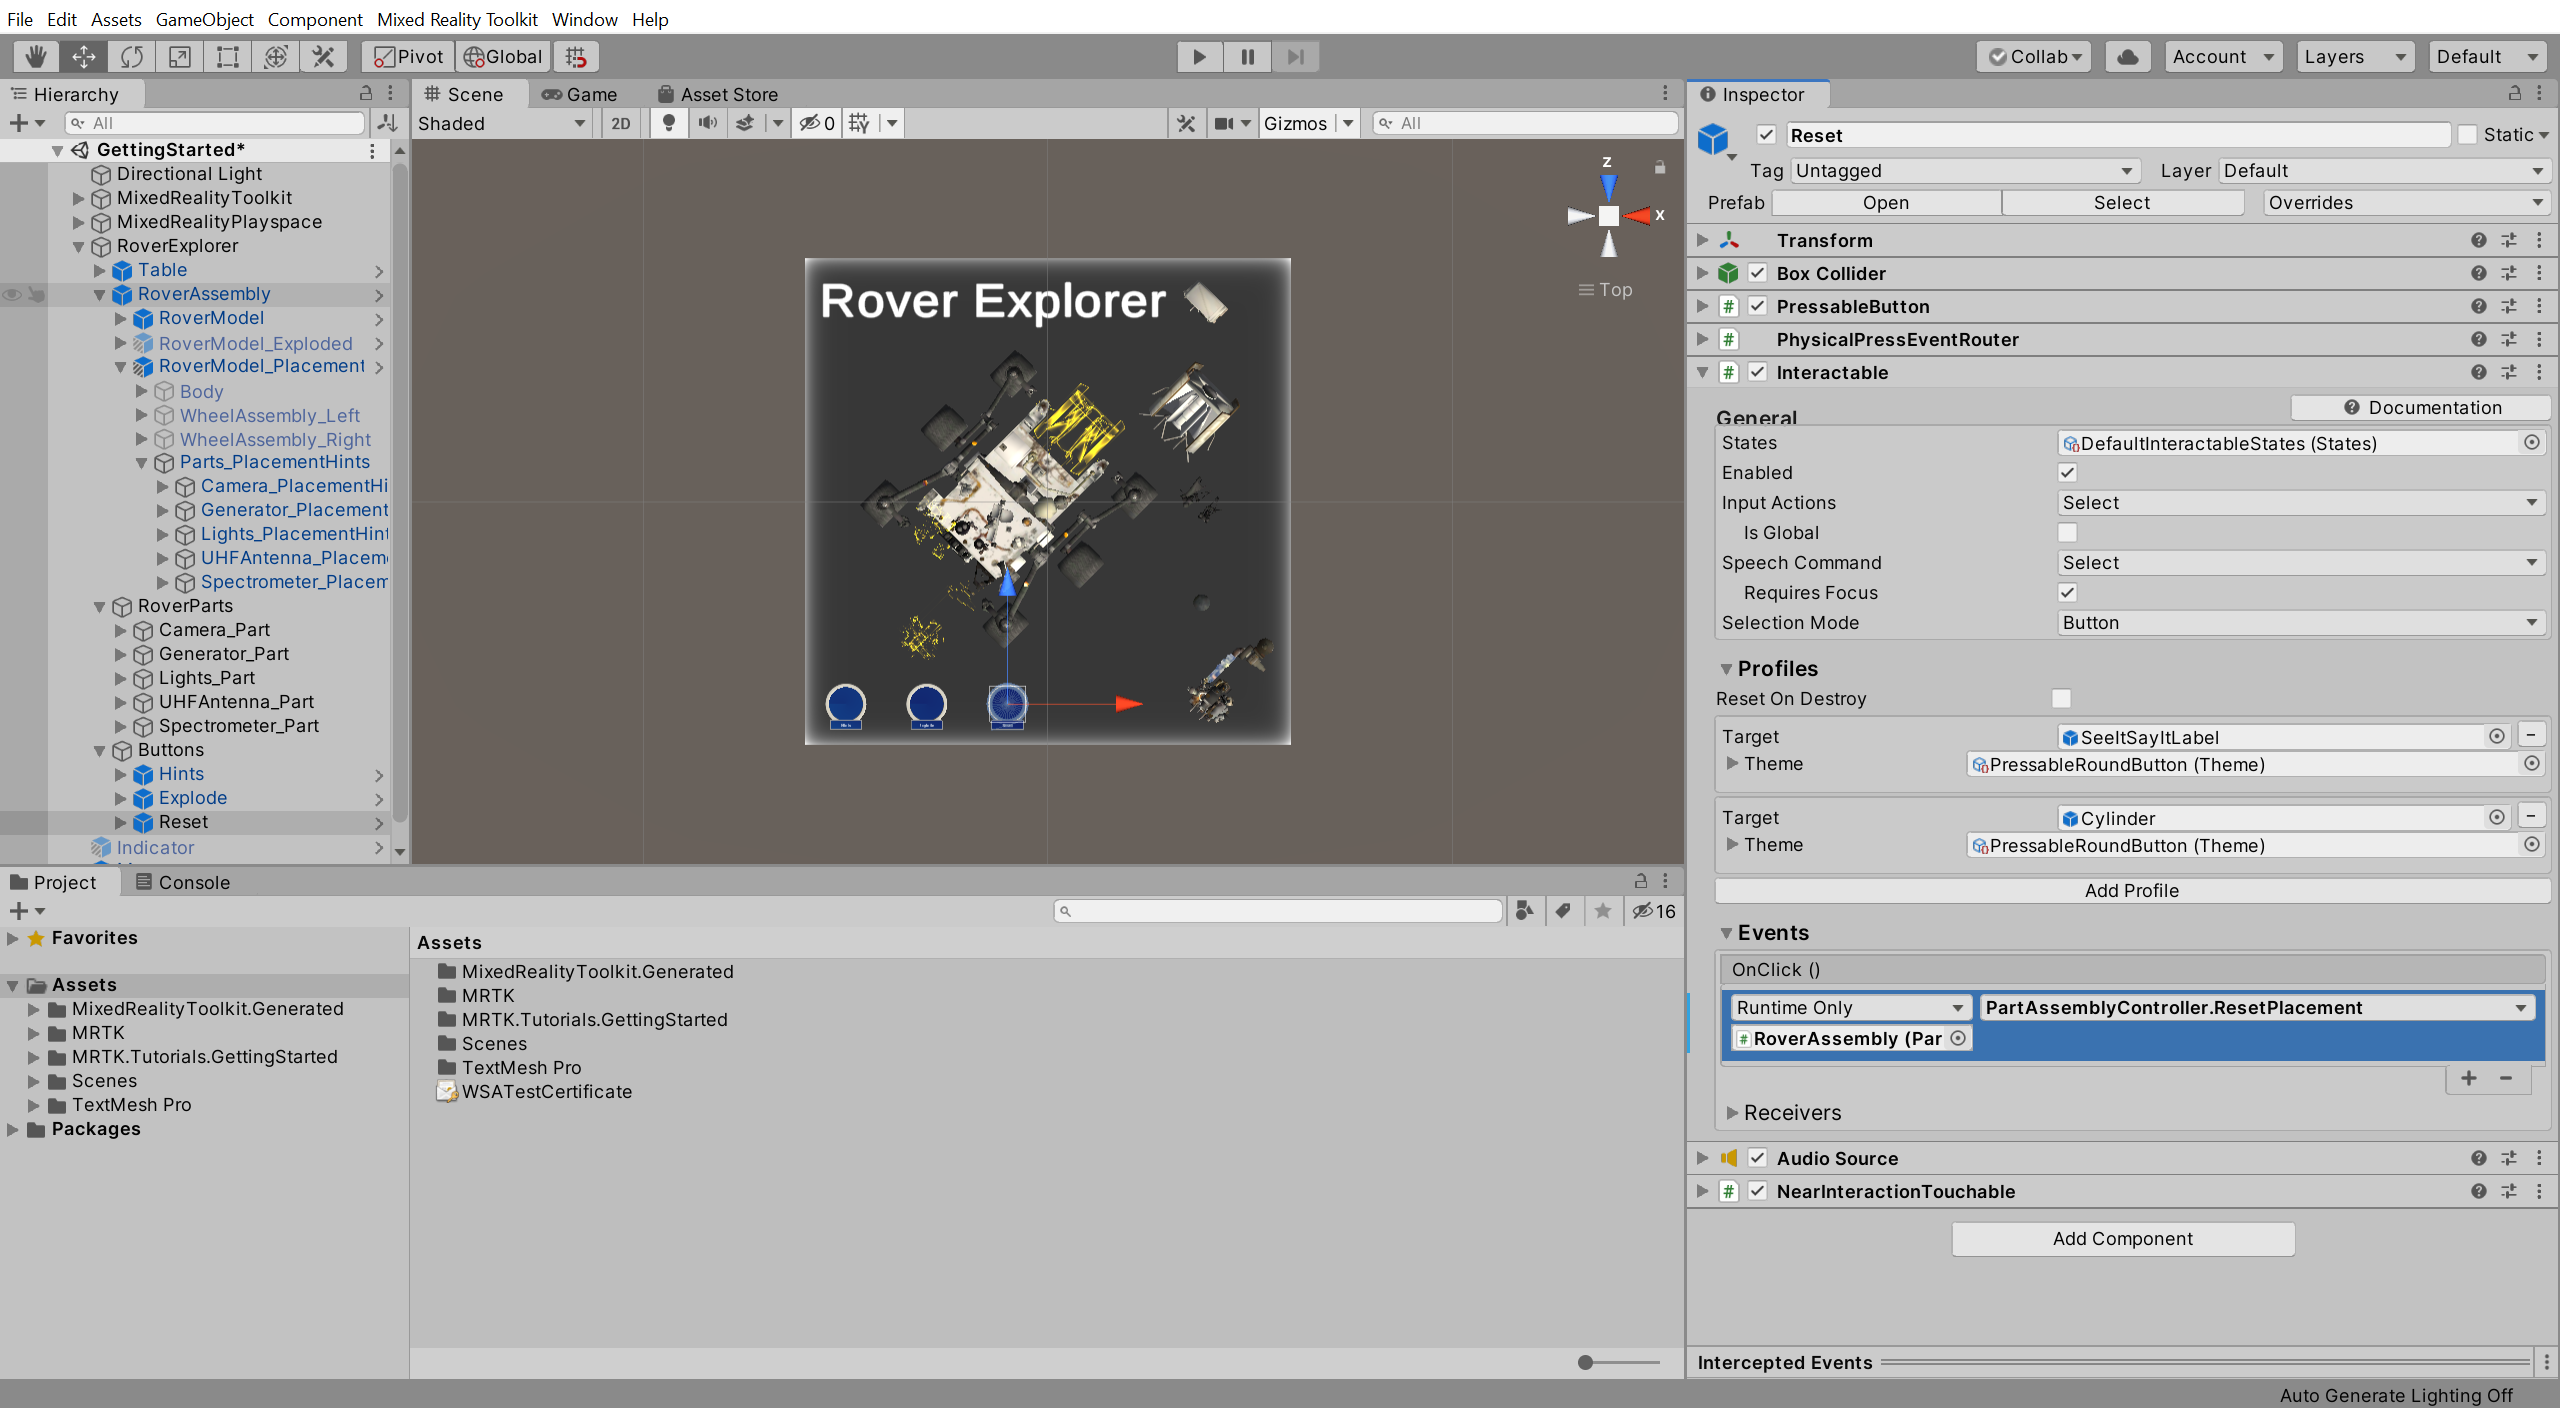 File Edit Assets GameObject Component Mixed Reality Toolkit Window Help
Pivot Global Collab Account Layers Default
Hierarchy
All
GettingStarted*
Directional Light
MixedRealityToolkit
MixedRealityPlayspace
RoverExplorer
Table
RoverAssembly
RoverModel
RoverModel_Exploded
RoverModel_Placement
Body
WheelAssembly_Left
WheelAssembly_Right
Parts_PlacementHints
Camera_PlacementHi
Generator_Placement
Lights_PlacementHint
UHFAntenna_Placem
Spectrometer_Placem
RoverParts
Camera_Part
Generator_Part
Lights_Part
UHFAntenna_Part
Spectrometer_Part
Buttons
Hints
Explode
Reset
Indicator
Scene Game Asset Store
Shaded 2D 0 Gizmos All
z
x
Top
Rover Explorer
Project Console
16
Favorites
Assets
MixedRealityToolkit.Generated
MRTK
MRTK.Tutorials.GettingStarted
Scenes
TextMesh Pro
Packages
Assets
MixedRealityToolkit.Generated
MRTK
MRTK.Tutorials.GettingStarted
Scenes
TextMesh Pro
WSATestCertificate
Inspector
Reset Static
Tag Untagged Layer Default
Prefab Open Select Overrides
Transform
Box Collider
PressableButton
PhysicalPressEventRouter
Interactable
Documentation
General
States DefaultInteractableStates (States)
Enabled
Input Actions Select
Is Global
Speech Command Select
Requires Focus
Selection Mode Button
Profiles
Reset On Destroy
Target SeeItSayItLabel
Theme PressableRoundButton (Theme)
Target Cylinder
Theme PressableRoundButton (Theme)
Add Profile
Events
OnClick ()
Runtime Only PartAssemblyController.ResetPlacement
RoverAssembly (Par
Receivers
Audio Source
NearInteractionTouchable
Add Component
Intercepted Events
Auto Generate Lighting Off